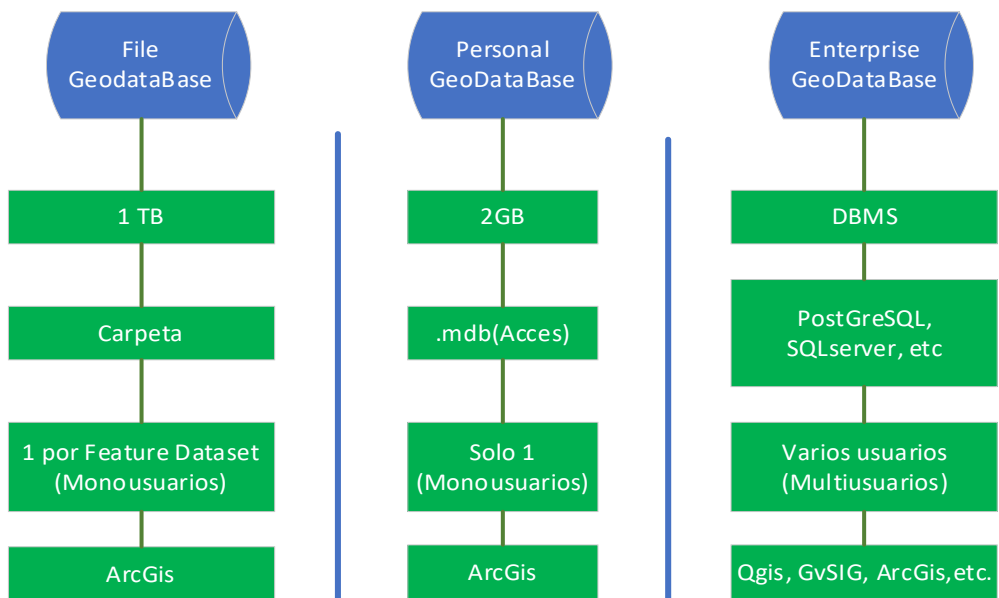 File
GeodataBase
1 TB
Carpeta
1 por Feature Dataset
(Monousuarios)
ArcGis
Personal
GeoDataBase
2GB
.mdb(Acces)
Solo 1
(Monousuarios)
ArcGis
Enterprise
GeoDataBase
DBMS
PostGreSQL,
SQLserver, etc
Varios usuarios
(Multiusuarios)
Qgis, GvSIG, ArcGis,etc.